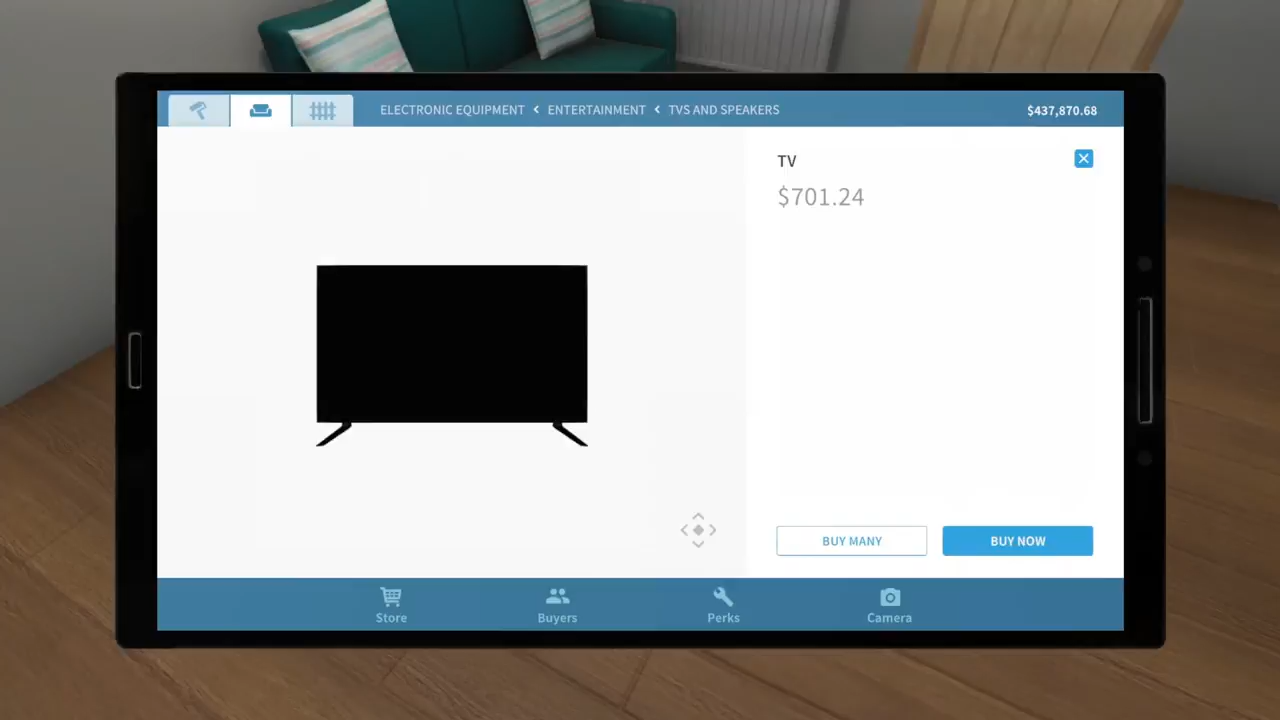 ELECTRONIC EQUIPMENT < ENTERTAINMENT < TVS AND SPEAKERS
$437,870.68
TV
$701.24
BUY MANY
BUY NOW
Store
Buyers
Perks
Camera